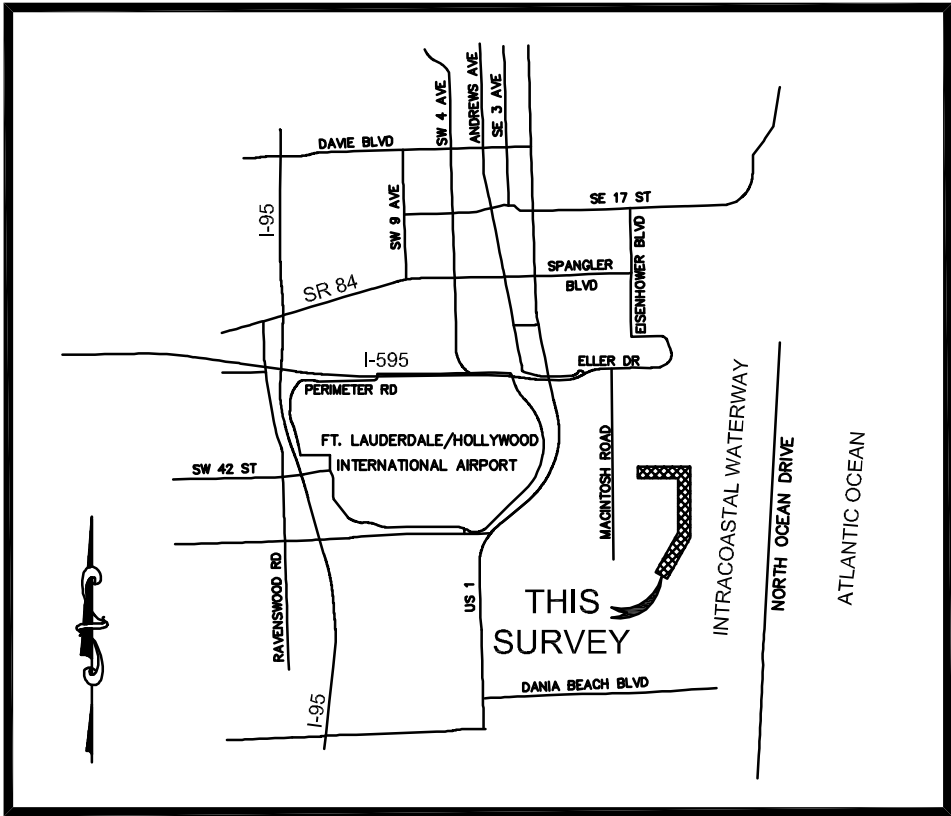 SW 4 AVE
ANDREWS AVE
SE 3 AVE
DAVIE BLVD
I-95
SW 9 AVE
SE 17 ST
EISENHOWER BLVD
SPANGLER
BLVD
SR 84
I-595
ELLER DR
PERIMETER RD
FT. LAUDERDALE/HOLLYWOOD
INTERNATIONAL AIRPORT
SW 42 ST
MACINTOSH ROAD
INTRACOASTAL WATERWAY
NORTH OCEAN DRIVE
ATLANTIC OCEAN
RAVENSWOOD RD
US 1
THIS
SURVEY
DANIA BEACH BLVD
I-95